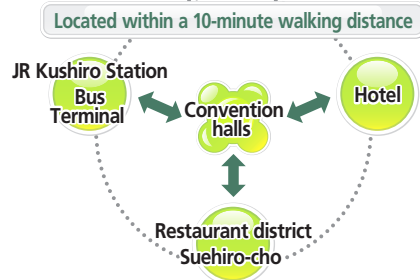 Located within a 10-minute walking distance
JR Kushiro Station
Bus
Terminal
Convention
halls
Hotel
Restaurant district
Suehiro-cho